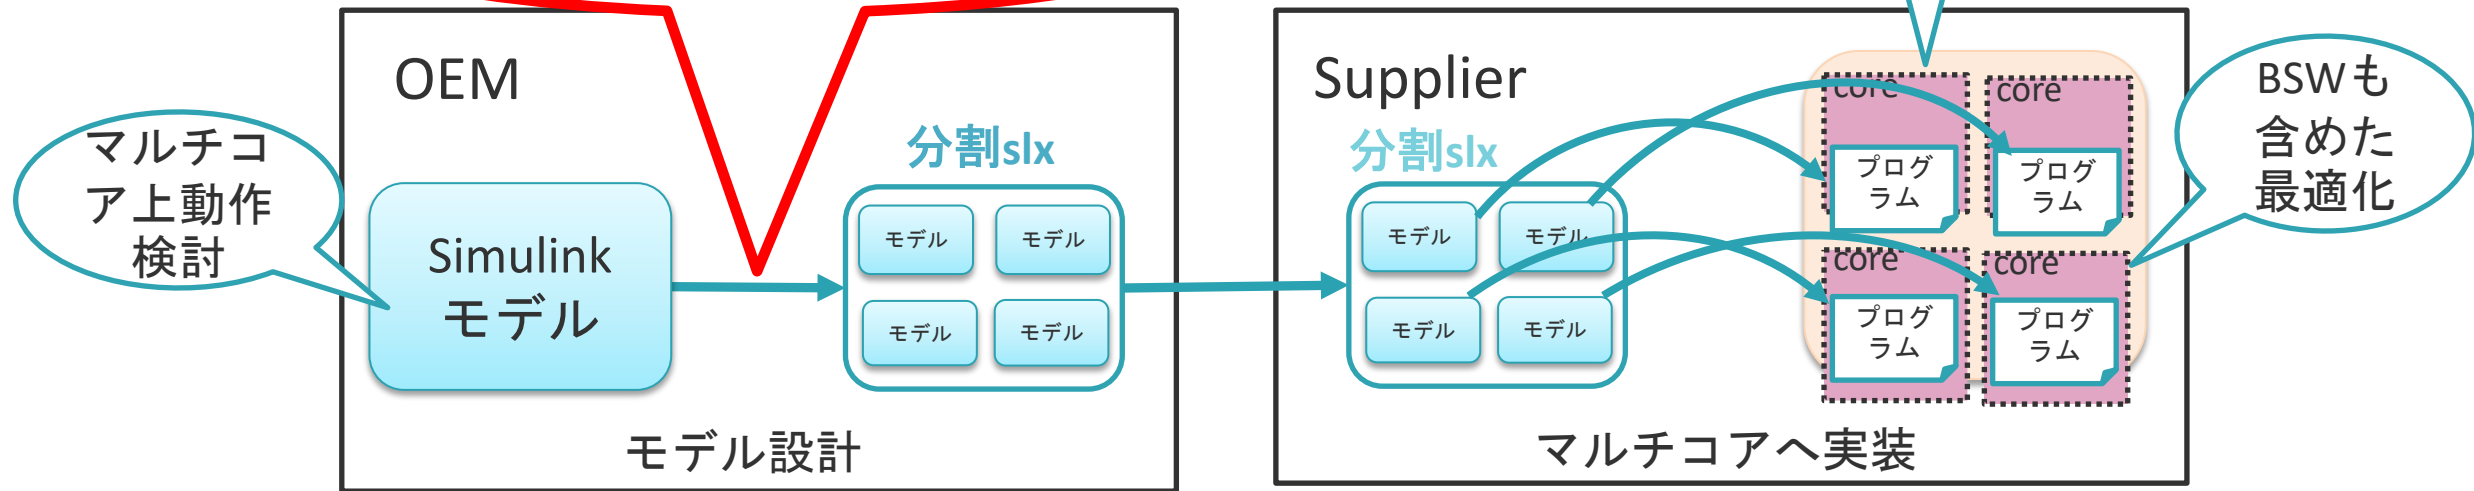 OEM
マルチコ
ア上動作
検討
Simulink
モデル
分割slx
モデル
モデル
モデル
モデル
モデル設計
Supplier
分割slx
モデル
モデル
モデル
モデル
core
プログ
ラム
core
プログ
ラム
core
プログ
ラム
core
プログ
ラム
マルチコアへ実装
BSWも
含めた
最適化